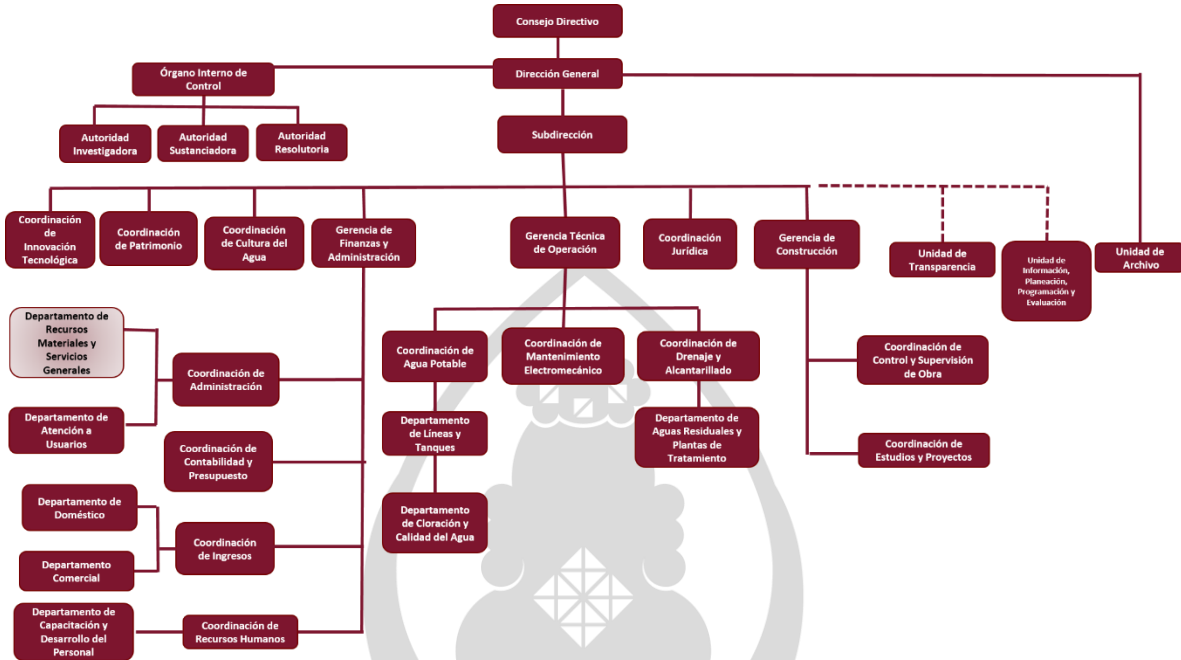 Consejo Directivo
Órgano Interno de
Control
Dirección General
Autoridad
Investigadora
Autoridad
Sustanciadora
Autoridad
Resolutoria
Subdirección
Coordinación
de
Innovación
Tecnológica
Coordinación
de Patrimonio
Coordinación
de Cultura del
Agua
Gerencia de
Finanzas y
Administración
Gerencia Técnica
de Operación
Coordinación
Jurídica
Gerencia de
Construcción
Unidad de
Transparencia
Unidad de
Información,
Planeación,
Programación y
Evaluación
Unidad de
Archivo
Departamento de
Recursos
Materiales y
Servicios
Generales
Coordinación de
Administración
Departamento de
Atención a
Usuarios
Coordinación de
Contabilidad y
Presupuesto
Departamento de
Doméstico
Coordinación
de Ingresos
Departamento
Comercial
Departamento de
Capacitación y
Desarrollo del
Personal
Coordinación de
Recursos Humanos
Coordinación de
Agua Potable
Coordinación de
Mantenimiento
Electromecánico
Coordinación de
Drenaje y
Alcantarillado
Departamento
de Líneas y
Tanques
Departamento de
Aguas Residuales y
Plantas de
Tratamiento
Departamento
de Cloración y
Calidad del Agua
Coordinación de
Control y Supervisión
de Obra
Coordinación de
Estudios y Proyectos